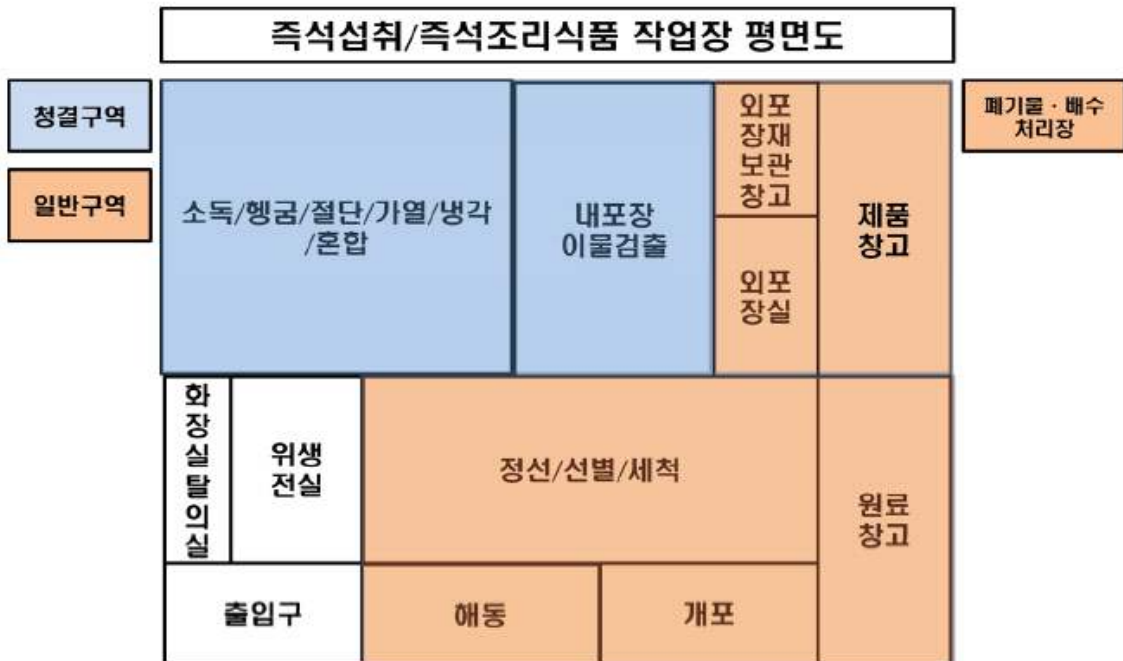 즉석섭취/즉석조리식품 작업장 평면도
청결구역
일반구역
소독/헹굼/절단/가열/냉각
/혼합
내포장
이물검출
외포
장재
보관
창고
외포
장실
제품
창고
폐기물 · 배수
처리장
화
장
실
탈
의
실
위생
전실
정선/선별/세척
원료
창고
출입구
해동
개포